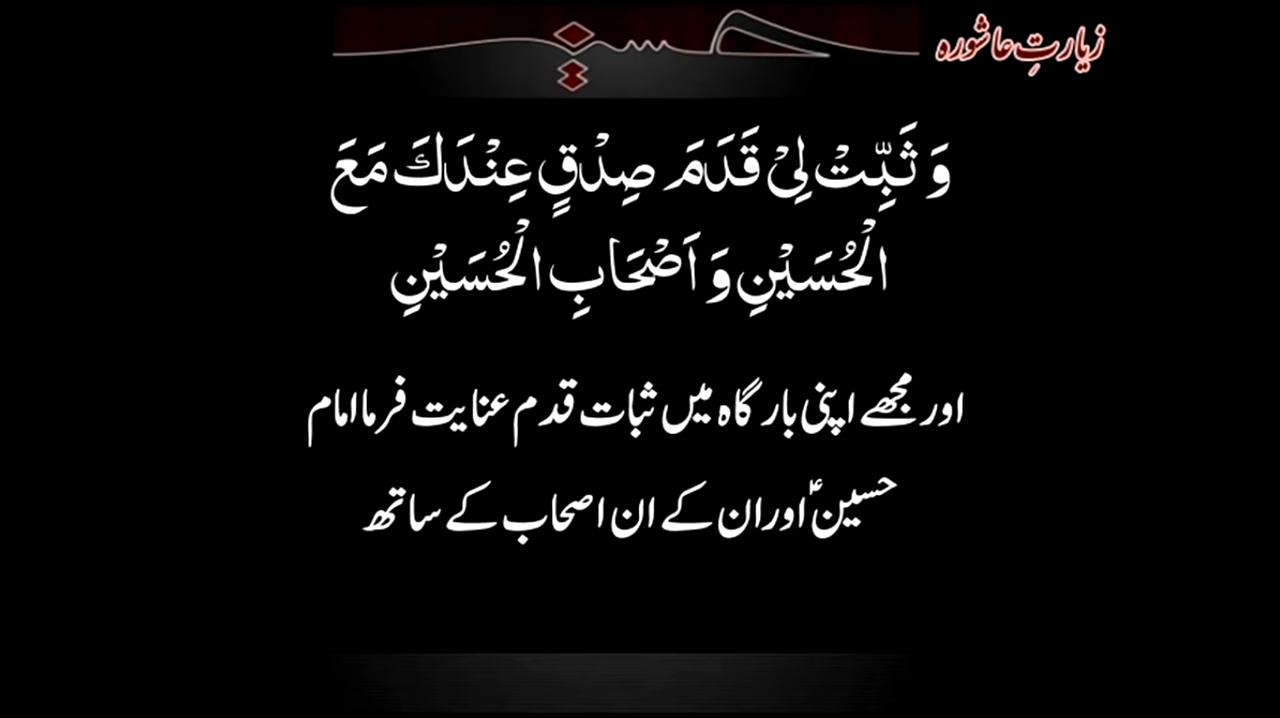 حسین
زیارتِ عاشورہ
وَ ثَبِّتْ لِیْ قَدَمَ صِدْقٍ عِنْدَكَ مَعَ
الْحُسَیْنِ وَ اَصْحَابِ الْحُسَیْنِ
اور مجھے اپنی بارگاہ میں ثبات قدم عنایت فرما امام
حسینؑ اور ان کے ان اصحاب کے ساتھ